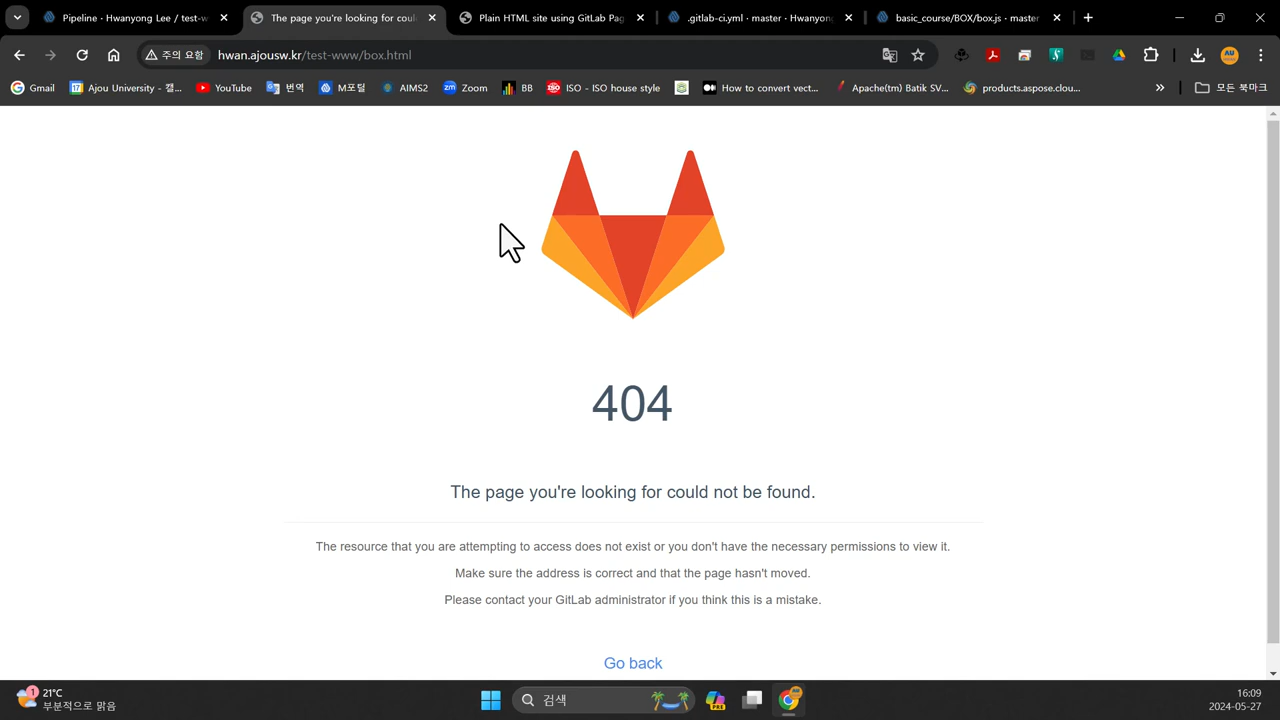 Pipeline · Hwanyong Lee / test-w
The page you're looking for coul
Plain HTML site using GitLab Pag
.gitlab-ci.yml · master · Hwanyong
basic_course/BOX/box.js · master
주의 요함
hwan.ajousw.kr/test-www/box.html
Gmail
Ajou University - 캘...
YouTube
번역
M포털
AIMS2
Zoom
BB
ISO - ISO house style
How to convert vect...
Apache(tm) Batik SV...
products.aspose.clou...
모든 북마크
404
The page you're looking for could not be found.
The resource that you are attempting to access does not exist or you don't have the necessary permissions to view it.
Make sure the address is correct and that the page hasn't moved.
Please contact your GitLab administrator if you think this is a mistake.
Go back
1
21°C
부분적으로 맑음
검색
PRE
AU
16:09
2024-05-27